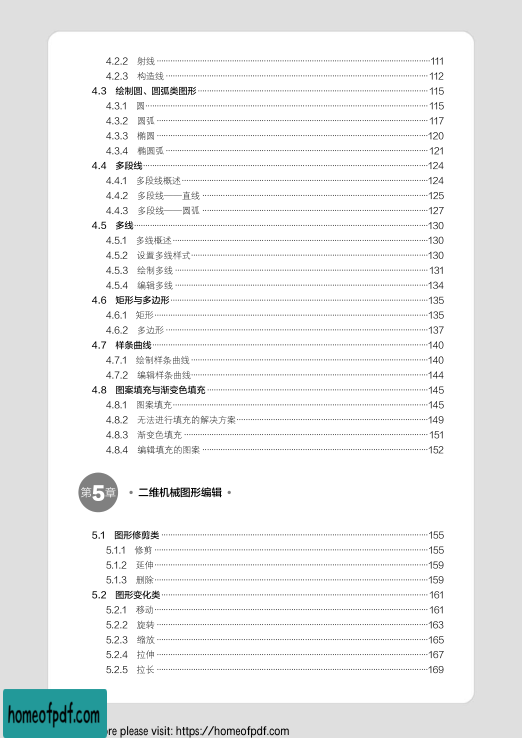 4.2.2 射线 111
4.2.3 构造线 112
4.3 绘制圆、圆弧类图形 115
4.3.1 圆 115
4.3.2 圆弧 117
4.3.3 椭圆 120
4.3.4 椭圆弧 121
4.4 多段线 124
4.4.1 多段线概述 124
4.4.2 多段线——直线 125
4.4.3 多段线——圆弧 127
4.5 多线 130
4.5.1 多线概述 130
4.5.2 设置多线样式 130
4.5.3 绘制多线 131
4.5.4 编辑多线 134
4.6 矩形与多边形 135
4.6.1 矩形 135
4.6.2 多边形 137
4.7 样条曲线 140
4.7.1 绘制样条曲线 140
4.7.2 编辑样条曲线 144
4.8 图案填充与渐变色填充 145
4.8.1 图案填充 145
4.8.2 无法进行填充的解决方案 149
4.8.3 渐变色填充 151
4.8.4 编辑填充的图案 152
第5章 • 二维机械图形编辑 •
5.1 图形修剪类 155
5.1.1 修剪 155
5.1.2 延伸 159
5.1.3 删除 159
5.2 图形变化类 161
5.2.1 移动 161
5.2.2 旋转 163
5.2.3 缩放 165
5.2.4 拉伸 167
5.2.5 拉长 169
homeofpdf.com
re please visit: https://homeofpdf.com